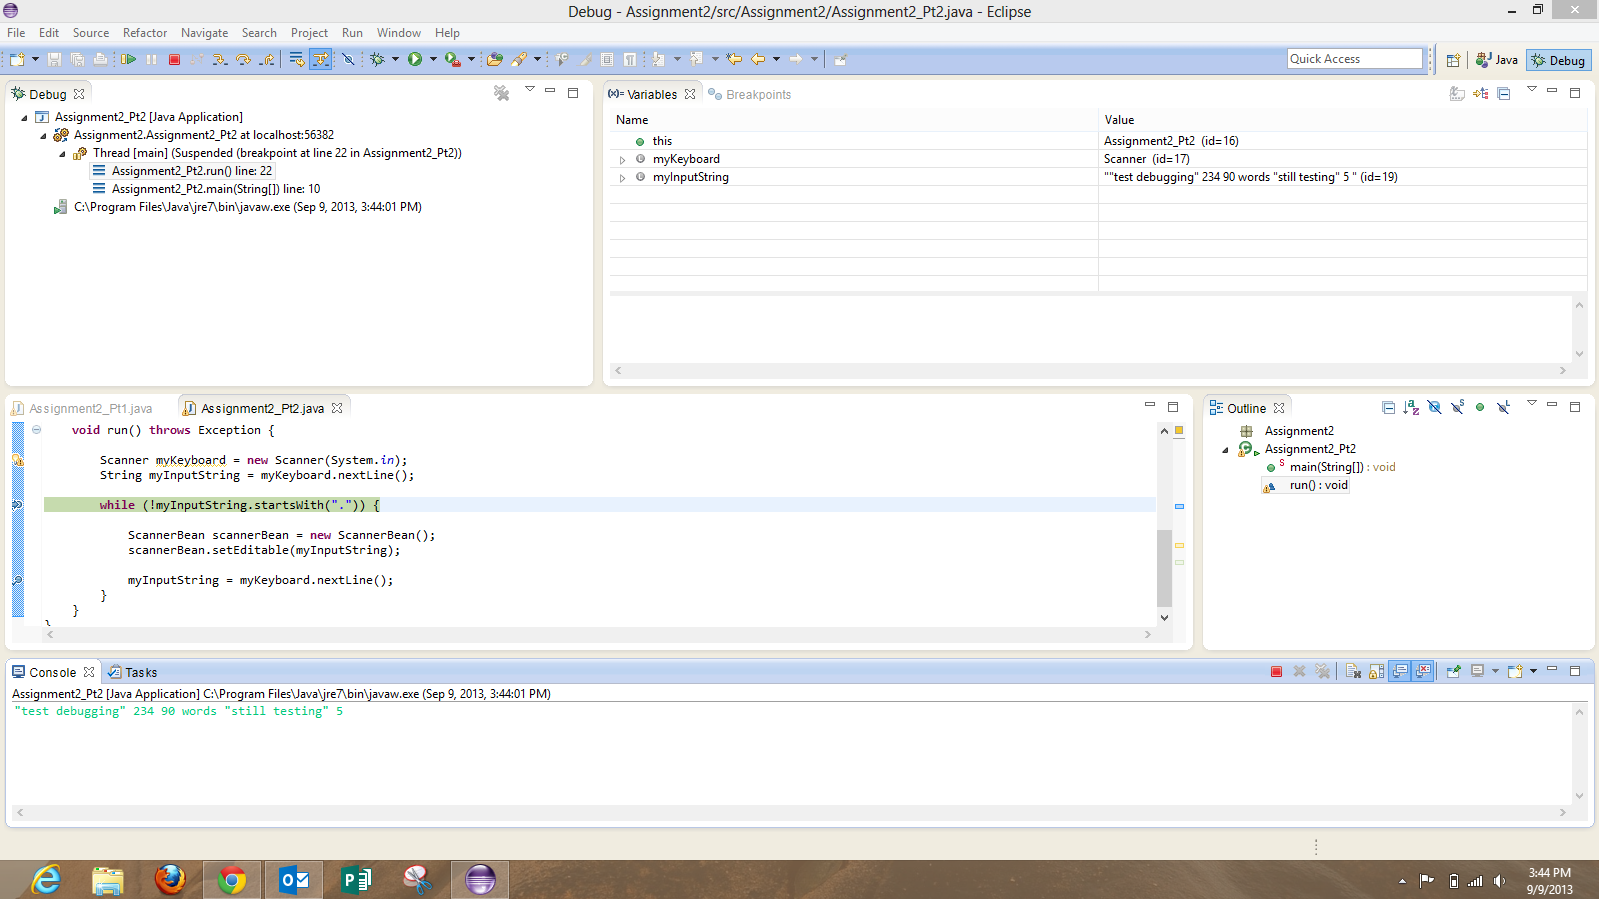 Debug - Assignment2/src/Assignment2/Assignment2_Pt2.java - Eclipse
File Edit Source Refactor Navigate Search Project Run Window Help
Quick Access
Java
Debug
Debug
Assignment2_Pt2 [Java Application]
Assignment2.Assignment2_Pt2 at localhost:56382
Thread [main] (Suspended (breakpoint at line 22 in Assignment2_Pt2))
Assignment2_Pt2.run() line: 22
Assignment2_Pt2.main(String[]) line: 10
C:\Program Files\Java\jre7\bin\javaw.exe (Sep 9, 2013, 3:44:01 PM)
(x)= Variables Breakpoints
Name Value
this Assignment2_Pt2 (id=16)
myKeyboard Scanner (id=17)
myInputString ""test debugging" 234 90 words "still testing" 5 " (id=19)
Assignment2_Pt1.java Assignment2_Pt2.java
void run() throws Exception {
Scanner myKeyboard = new Scanner(System.in);
String myInputString = myKeyboard.nextLine();
while (!myInputString.startsWith(".")) {
ScannerBean scannerBean = new ScannerBean();
scannerBean.setEditable(myInputString);
myInputString = myKeyboard.nextLine();
}
}
}
Outline
Assignment2
Assignment2_Pt2
main(String[]) : void
run() : void
Console Tasks
Assignment2_Pt2 [Java Application] C:\Program Files\Java\jre7\bin\javaw.exe (Sep 9, 2013, 3:44:01 PM)
"test debugging" 234 90 words "still testing" 5
3:44 PM
9/9/2013